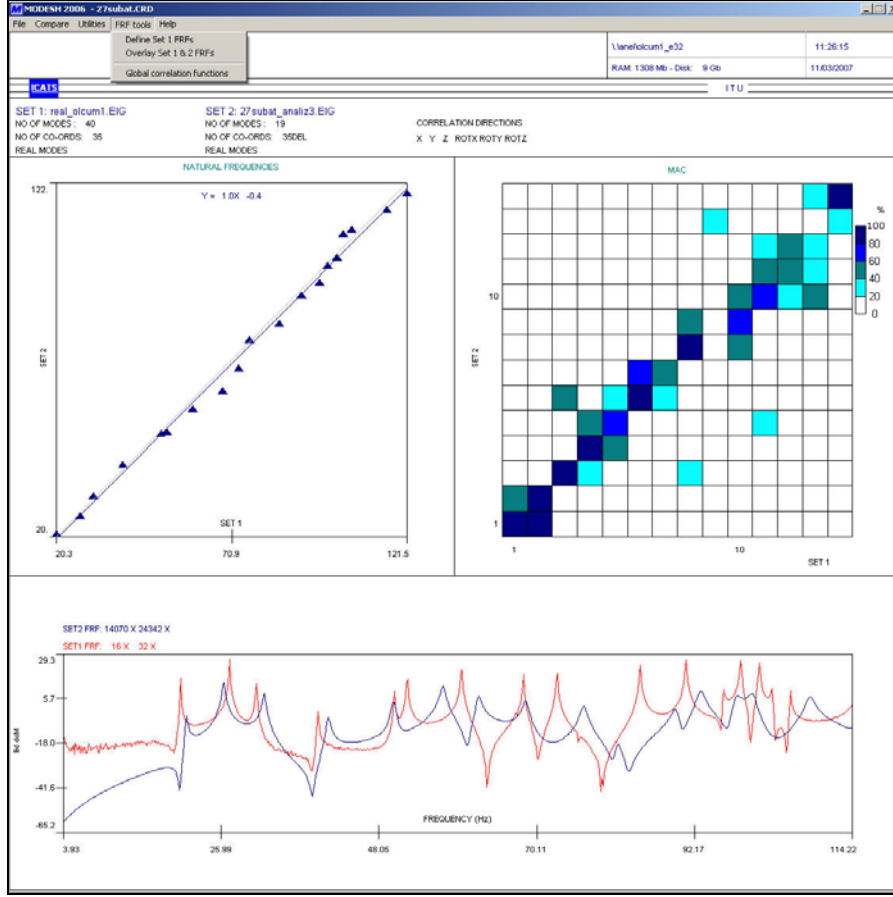 MODESH 2006 - 27subat.CRD
File Compare Utilities FRF tools Help
Define Set 1 FRFs
Overlay Set 1 & 2 FRFs
Global correlation functions
11:26:15
RAM: 1308 Mb - Disk: 9 Gb 11/03/2007
ICATS
ITU
SET 1: real_olcum1.EIG
NO OF MODES: 40
NO OF CO-ORDS: 35
REAL MODES
SET 2: 27subat_analiz3.EIG
NO OF MODES: 19
NO OF CO-ORDS: 35DEL
REAL MODES
CORRELATION DIRECTIONS
X Y Z ROTX ROTY ROTZ
NATURAL FREQUENCIES
122.
Y = 1.0X -0.4
SET 2
20.
SET 1
20.3 70.9 121.5
MAC
%
100
80
60
40
20
0
10
SET 2
1
1 10
SET 1
SET2 FRF: 14070 X 24342 X
SET1 FRF: 16 X 32 X
29.3
5.7
-18.0
-41.6
-65.2
FREQUENCY (Hz)
3.93 25.99 48.05 70.11 92.17 114.22